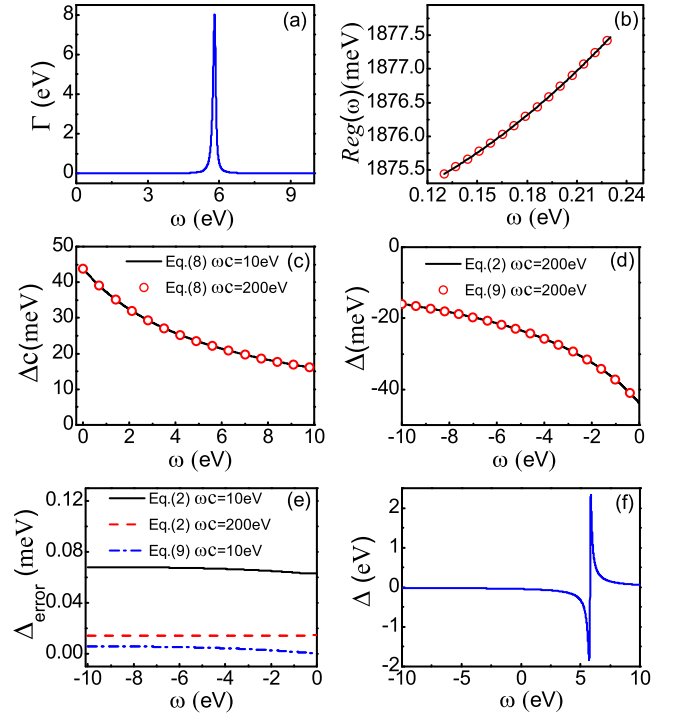 (a)
Γ (eV)
8
6
4
2
0
0 3 6 9
ω (eV)
(b)
Reg(ω)(meV)
1877.5
1877.0
1876.5
1876.0
1875.5
0.12 0.15 0.18 0.21 0.24
ω (eV)
(c)
Eq.(8) ωc=10eV
Eq.(8) ωc=200eV
Δc(meV)
50
40
30
20
10
0
0 2 4 6 8 10
ω (eV)
(d)
Eq.(2) ωc=200eV
Eq.(9) ωc=200eV
Δ(meV)
0
-20
-40
-10 -8 -6 -4 -2 0
ω (eV)
(e)
Eq.(2) ωc=10eV
Eq.(2) ωc=200eV
Eq.(9) ωc=10eV
Δerror (meV)
0.12
0.08
0.04
0.00
-10 -8 -6 -4 -2 0
ω (eV)
(f)
Δ (eV)
2
1
0
-1
-2
-10 -5 0 5 10
ω (eV)